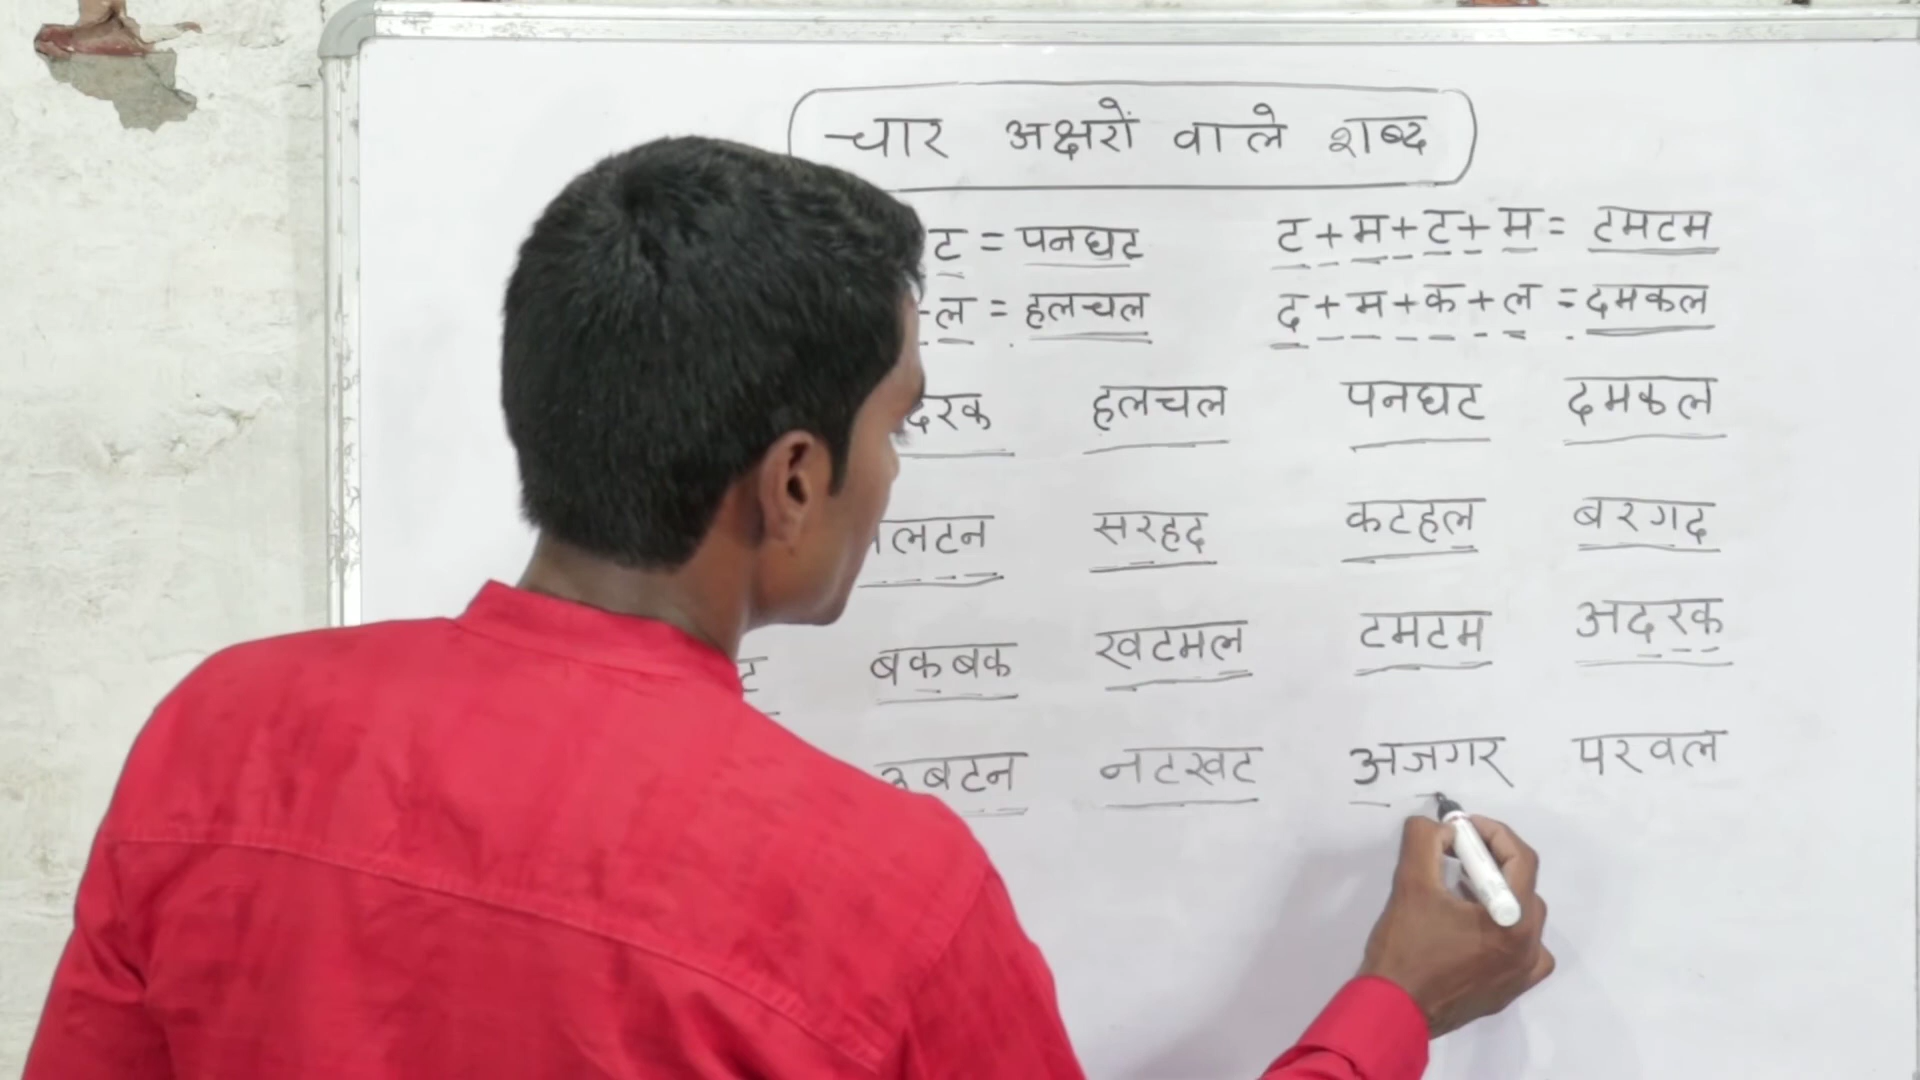 चार अक्षरों वाले शब्द
ट = पनघट ट + म + ट + म = टमटम
ल = हलचल द + म + क + ल = दमकल
दरक हलचल पनघट दमकल
लटन सरहद कटहल बरगद
ट बकबक खटमल टमटम अदरक
उबटन नटखट अजगर परवल